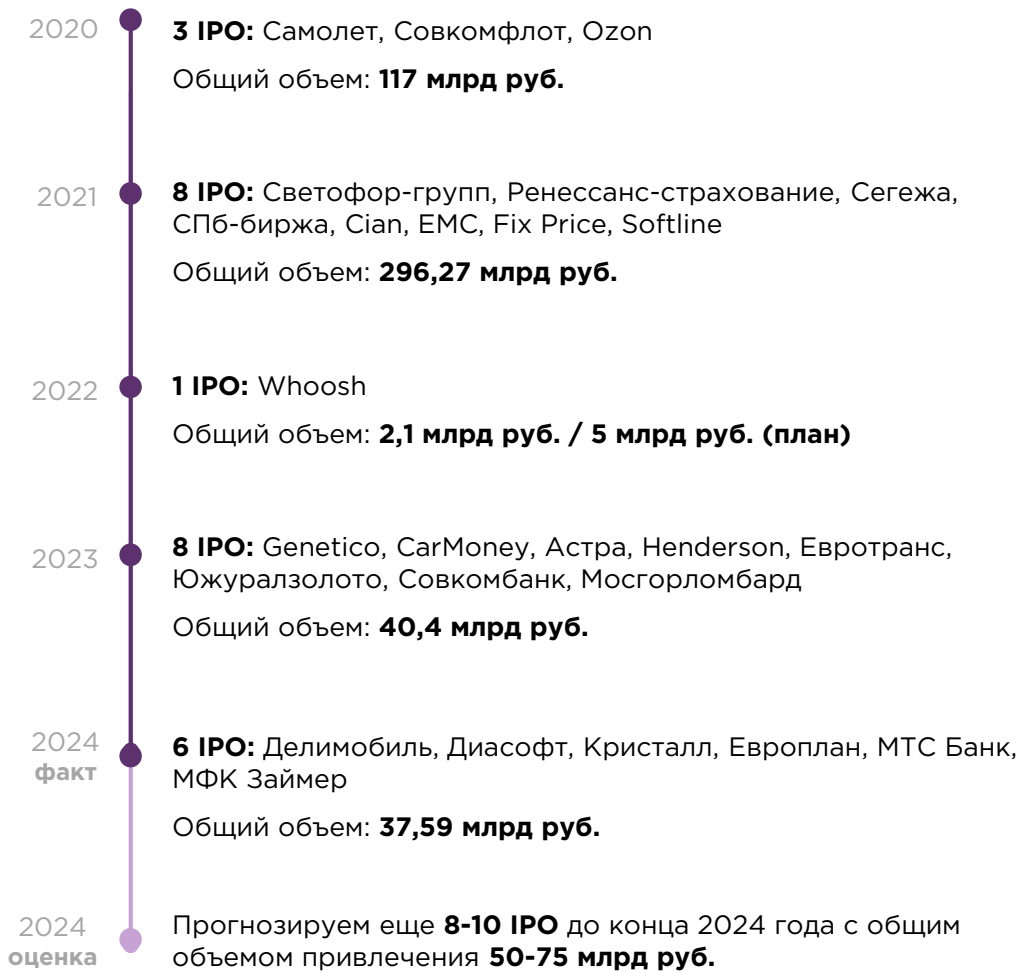 2020
3 IPO: Самолет, Совкомфлот, Ozon
Общий объем: 117 млрд руб.
2021
8 IPO: Светофор-групп, Ренессанс-страхование, Сегежа,
СПб-биржа, Cian, EMC, Fix Price, Softline
Общий объем: 296,27 млрд руб.
2022
1 IPO: Whoosh
Общий объем: 2,1 млрд руб. / 5 млрд руб. (план)
2023
8 IPO: Genetico, CarMoney, Астра, Henderson, Евротранс,
Южуралзолото, Совкомбанк, Мосгорломбард
Общий объем: 40,4 млрд руб.
2024
факт
6 IPO: Делимобиль, Диасофт, Кристалл, Европлан, МТС Банк,
МФК Займер
Общий объем: 37,59 млрд руб.
2024
оценка
Прогнозируем еще 8-10 IPO до конца 2024 года с общим
объемом привлечения 50-75 млрд руб.